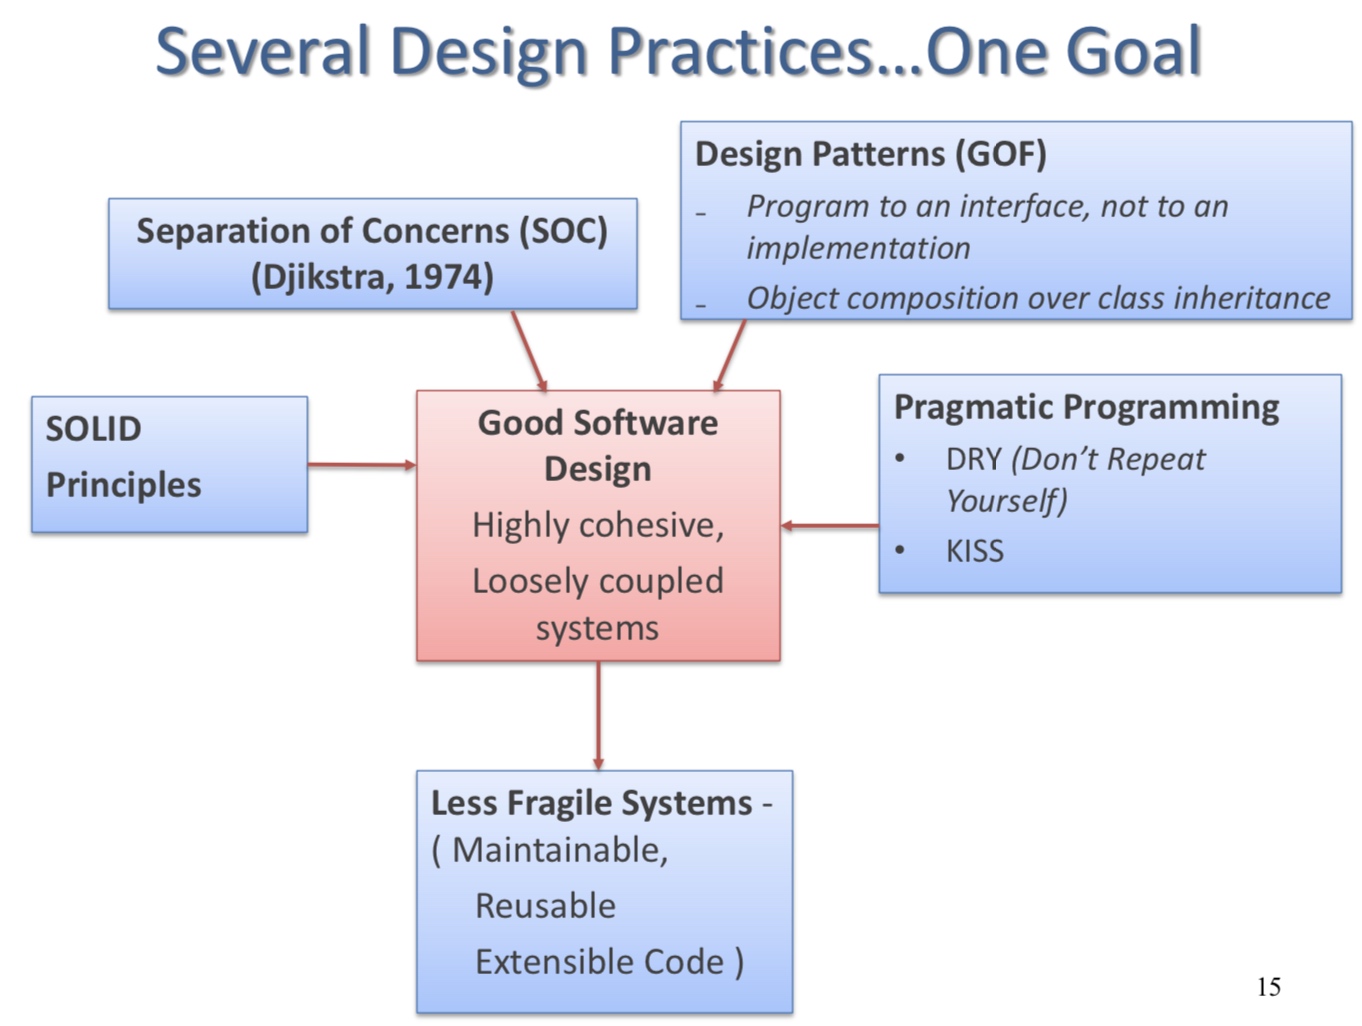 Several Design Practices...One Goal
Design Patterns (GOF)
- Program to an interface, not to an
implementation
- Object composition over class inheritance
Separation of Concerns (SOC)
(Djikstra, 1974)
SOLID
Principles
Good Software
Design
Highly cohesive,
Loosely coupled
systems
Pragmatic Programming
• DRY (Don't Repeat
Yourself)
• KISS
Less Fragile Systems -
( Maintainable,
Reusable
Extensible Code )
15